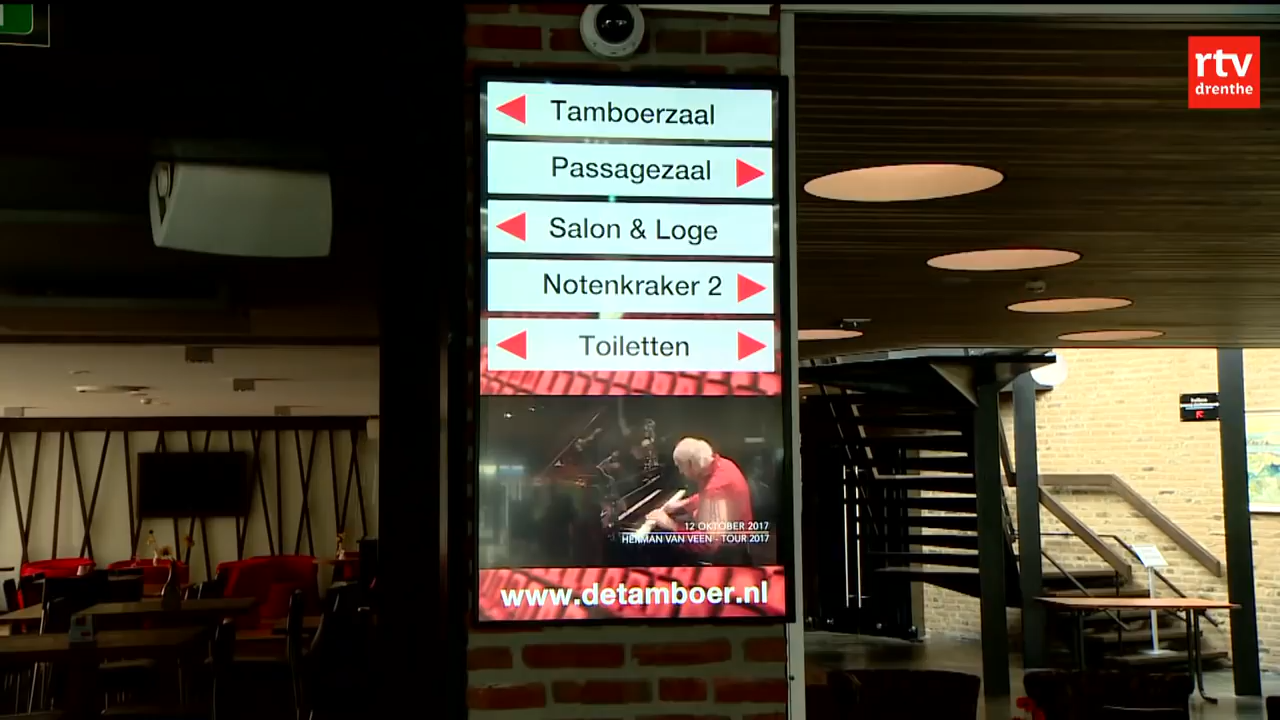 rtv
drenthe
Tamboerzaal
Passagezaal
Salon & Loge
Notenkraker 2
Toiletten
12 OKTOBER 2017
HERMAN VAN VEEN - TOUR 2017
www.detamboer.nl